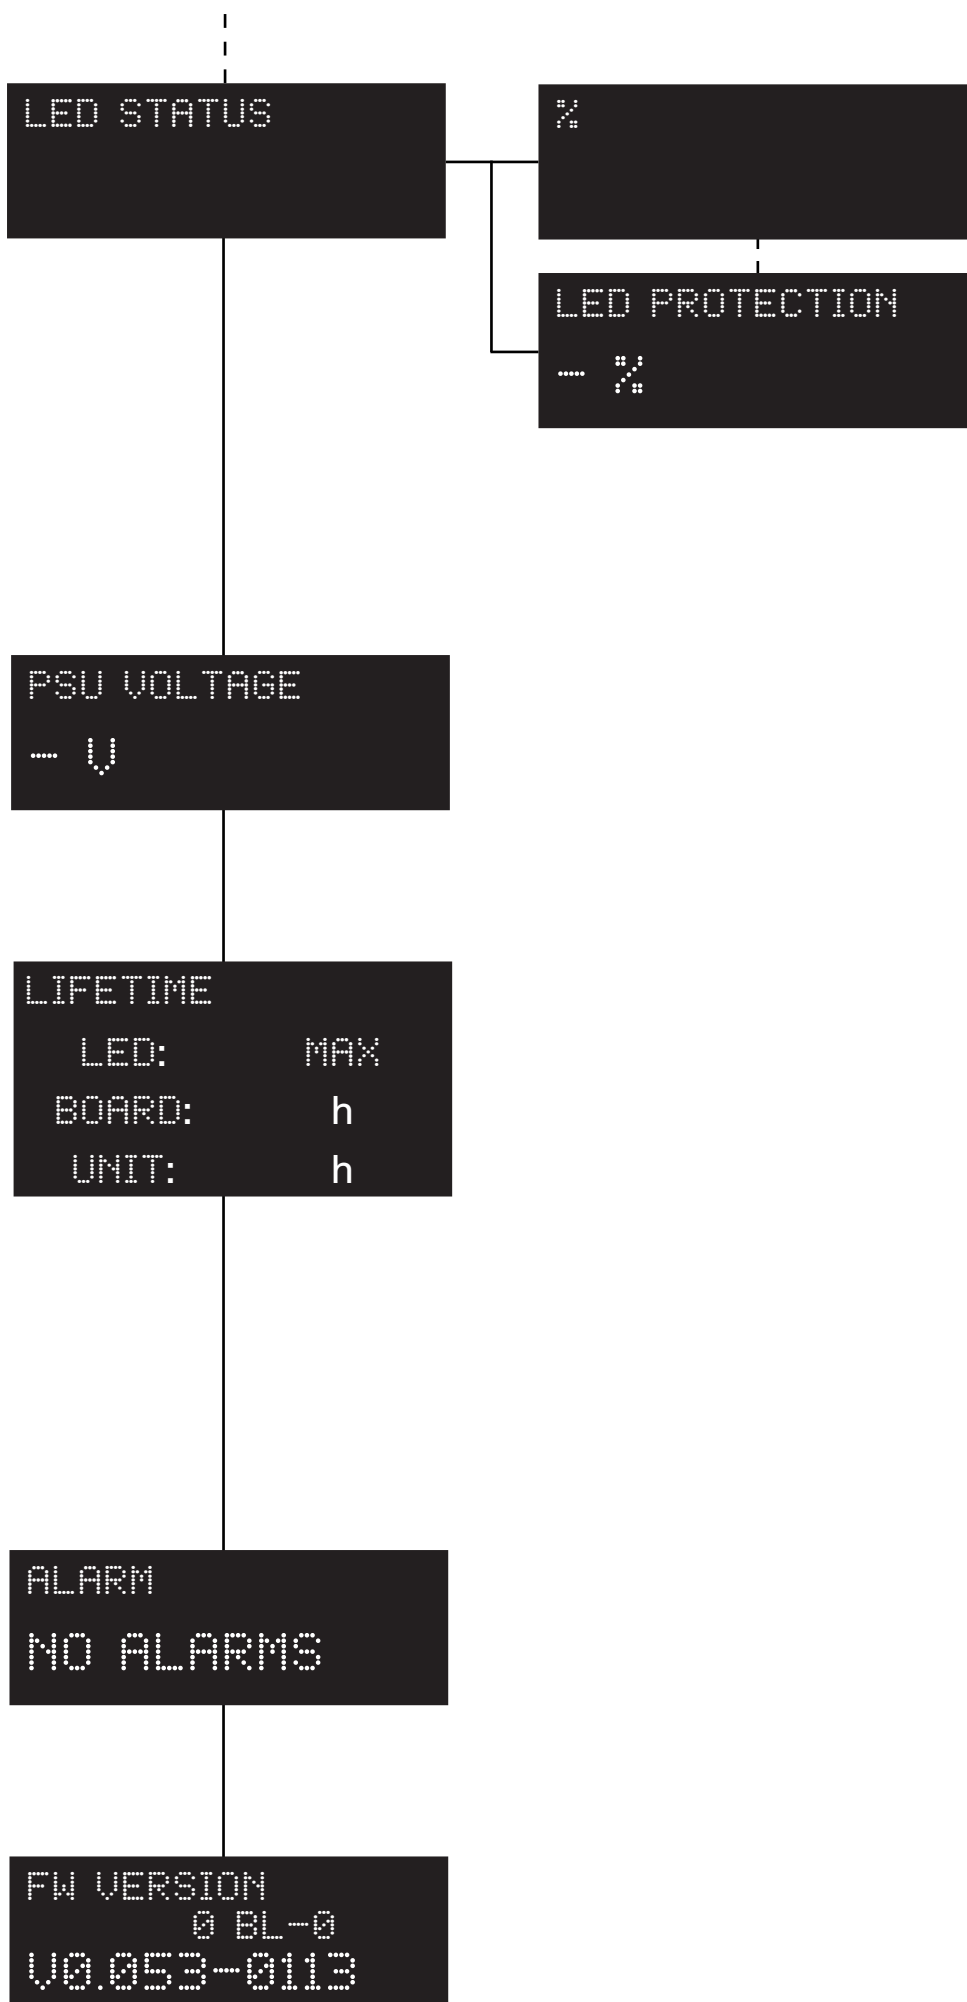 LED STATUS
%
LED PROTECTION
- %
PSU VOLTAGE
- V
LIFETIME
LED: MAX
BOARD: h
UNIT: h
ALARM
NO ALARMS
FW VERSION
0 BL-0
V0.053-0113